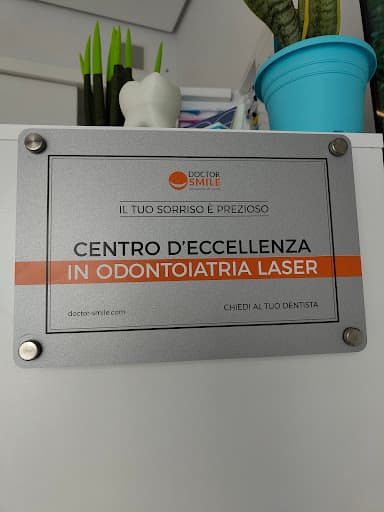 DOCTOR
SMILE
IL TUO SORRISO È PREZIOSO
CENTRO D'ECCELLENZA
IN ODONTOIATRIA LASER
doctor-smile.com
CHIEDI AL TUO DENTISTA